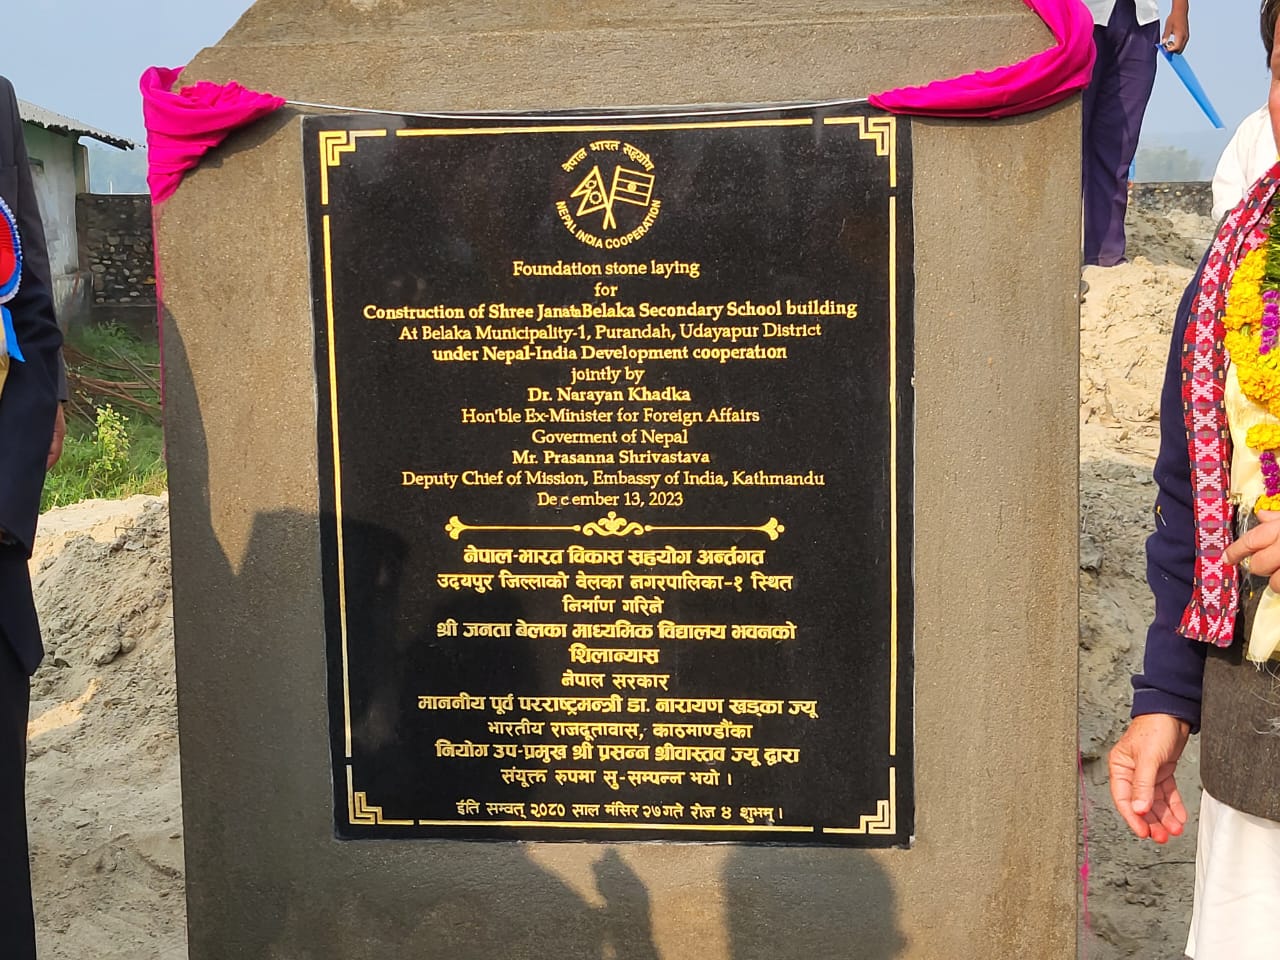 नेपाल भारत सहयोग
NEPAL INDIA COOPERATION
Foundation stone laying
for
Construction of Shree JanataBelaka Secondary School building
At Belaka Municipality-1, Purandah, Udayapur District
under Nepal-India Development cooperation
jointly by
Dr. Narayan Khadka
Hon'ble Ex-Minister for Foreign Affairs
Goverment of Nepal
Mr. Prasanna Shrivastava
Deputy Chief of Mission, Embassy of India, Kathmandu
December 13, 2023
नेपाल-भारत विकास सहयोग अर्न्तगत
उदयपुर जिल्लाको बेलका नगरपालिका-१ स्थित
निर्माण गरिने
श्री जनता बेलका माध्यमिक विद्यालय भवनको
शिलान्यास
नेपाल सरकार
माननीय पूर्व परराष्ट्रमन्त्री डा. नारायण खड्का ज्यू
भारतीय राजदूतावास, काठमाण्डौंका
नियोग उप-प्रमुख श्री प्रसन्न श्रीवास्तव ज्यू द्वारा
संयूक्त रुपमा सु-सम्पन्न भयो ।
ईति सम्वत् २०८० साल मंसिर २७ गते रोज ४ शुभम् ।